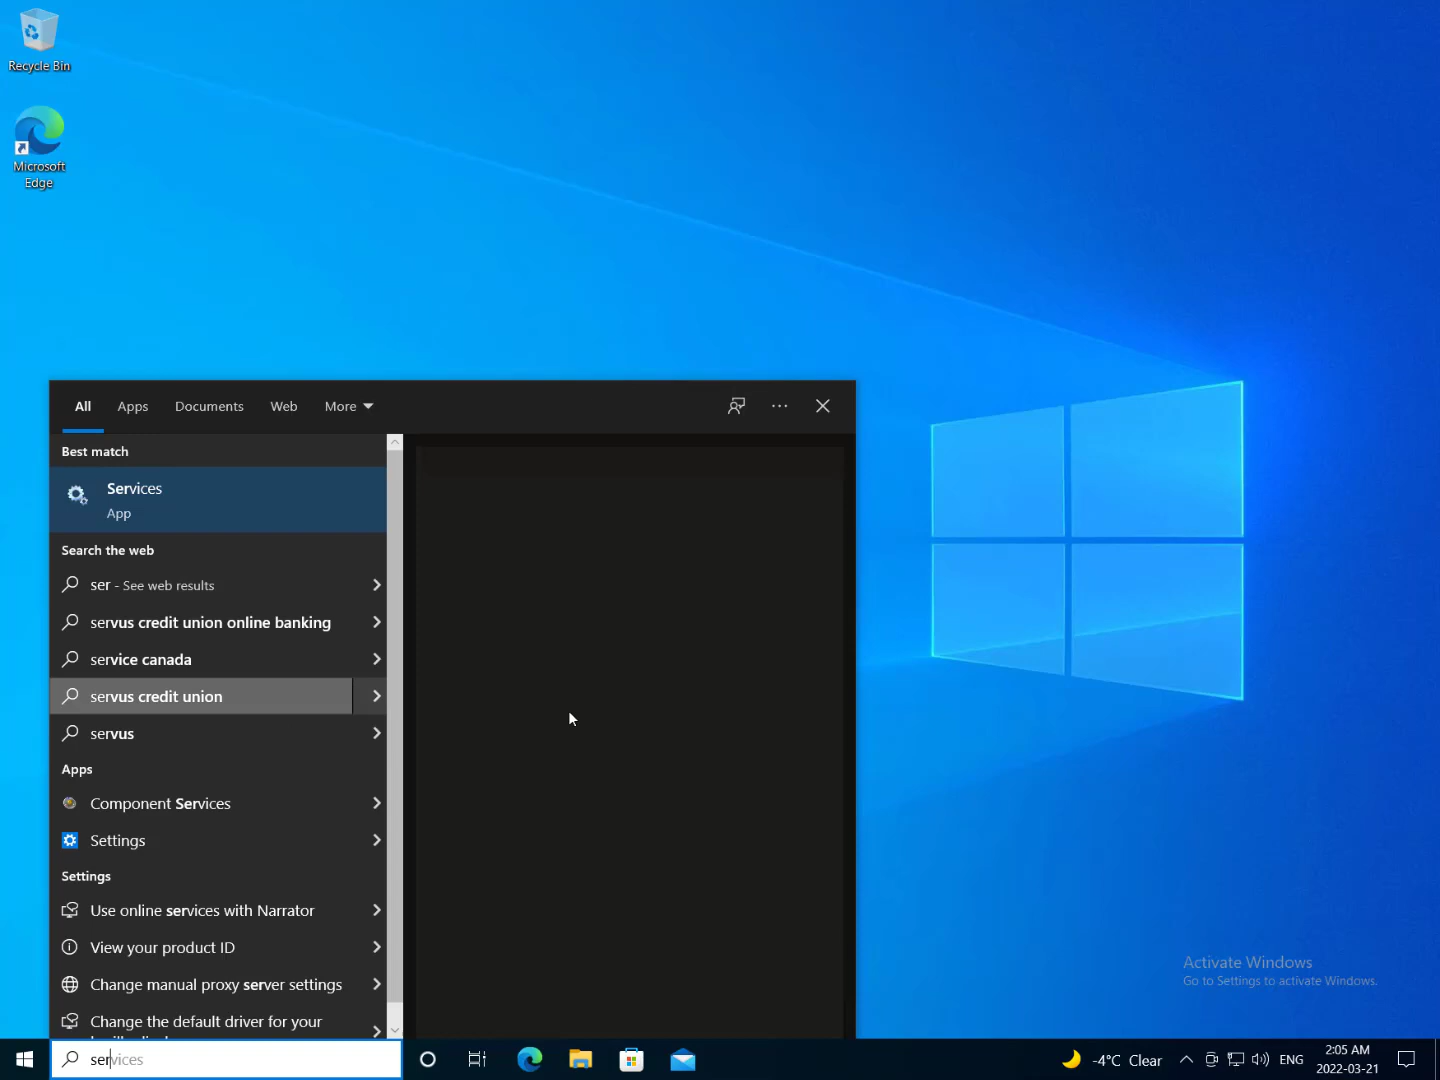 Recycle Bin
Microsoft
Edge
All Apps Documents Web More
Best match
Services
App
Search the web
ser - See web results
servus credit union online banking
service canada
servus credit union
servus
Apps
Component Services
Settings
Settings
Use online services with Narrator
View your product ID
Change manual proxy server settings
Change the default driver for your
Activate Windows
Go to Settings to activate Windows.
services
-4°C Clear
ENG
2:05 AM
2022-03-21